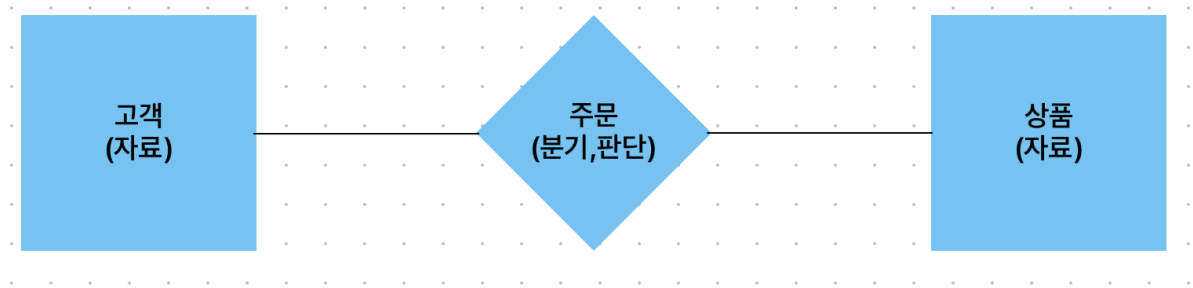 고객
(자료)
주문
(분기,판단)
상품
(자료)